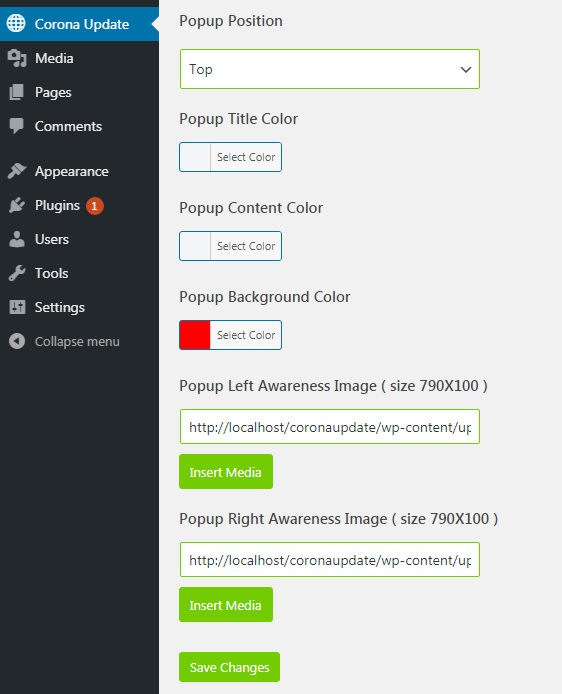 Corona Update
Media
Pages
Comments
Appearance
Plugins 1
Users
Tools
Settings
Collapse menu
Popup Position
Top
Popup Title Color
Select Color
Popup Content Color
Select Color
Popup Background Color
Select Color
Popup Left Awareness Image ( size 790X100 )
http://localhost/coronaupdate/wp-content/up
Insert Media
Popup Right Awareness Image ( size 790X100 )
http://localhost/coronaupdate/wp-content/up
Insert Media
Save Changes